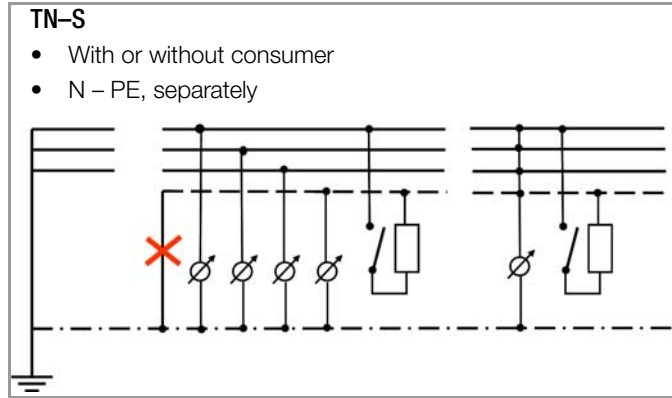 TN–S
• With or without consumer
• N – PE, separately